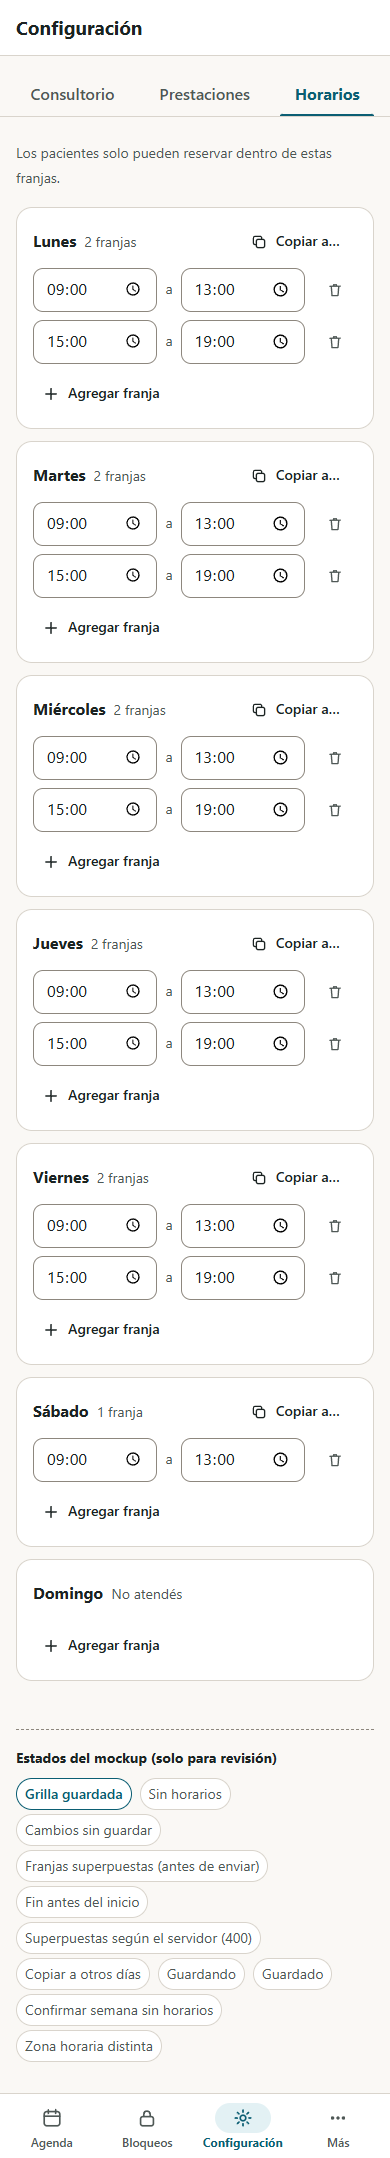 Configuración
Consultorio Prestaciones Horarios
Los pacientes solo pueden reservar dentro de estas
franjas.
Lunes 2 franjas Copiar a...
09:00 a 13:00
15:00 a 19:00
+ Agregar franja
Martes 2 franjas Copiar a...
09:00 a 13:00
15:00 a 19:00
+ Agregar franja
Miércoles 2 franjas Copiar a...
09:00 a 13:00
15:00 a 19:00
+ Agregar franja
Jueves 2 franjas Copiar a...
09:00 a 13:00
15:00 a 19:00
+ Agregar franja
Viernes 2 franjas Copiar a...
09:00 a 13:00
15:00 a 19:00
+ Agregar franja
Sábado 1 franja Copiar a...
09:00 a 13:00
+ Agregar franja
Domingo No atendés
+ Agregar franja
Estados del mockup (solo para revisión)
Grilla guardada Sin horarios
Cambios sin guardar
Franjas superpuestas (antes de enviar)
Fin antes del inicio
Superpuestas según el servidor (400)
Copiar a otros días Guardando Guardado
Confirmar semana sin horarios
Zona horaria distinta
Agenda Bloqueos Configuración Más